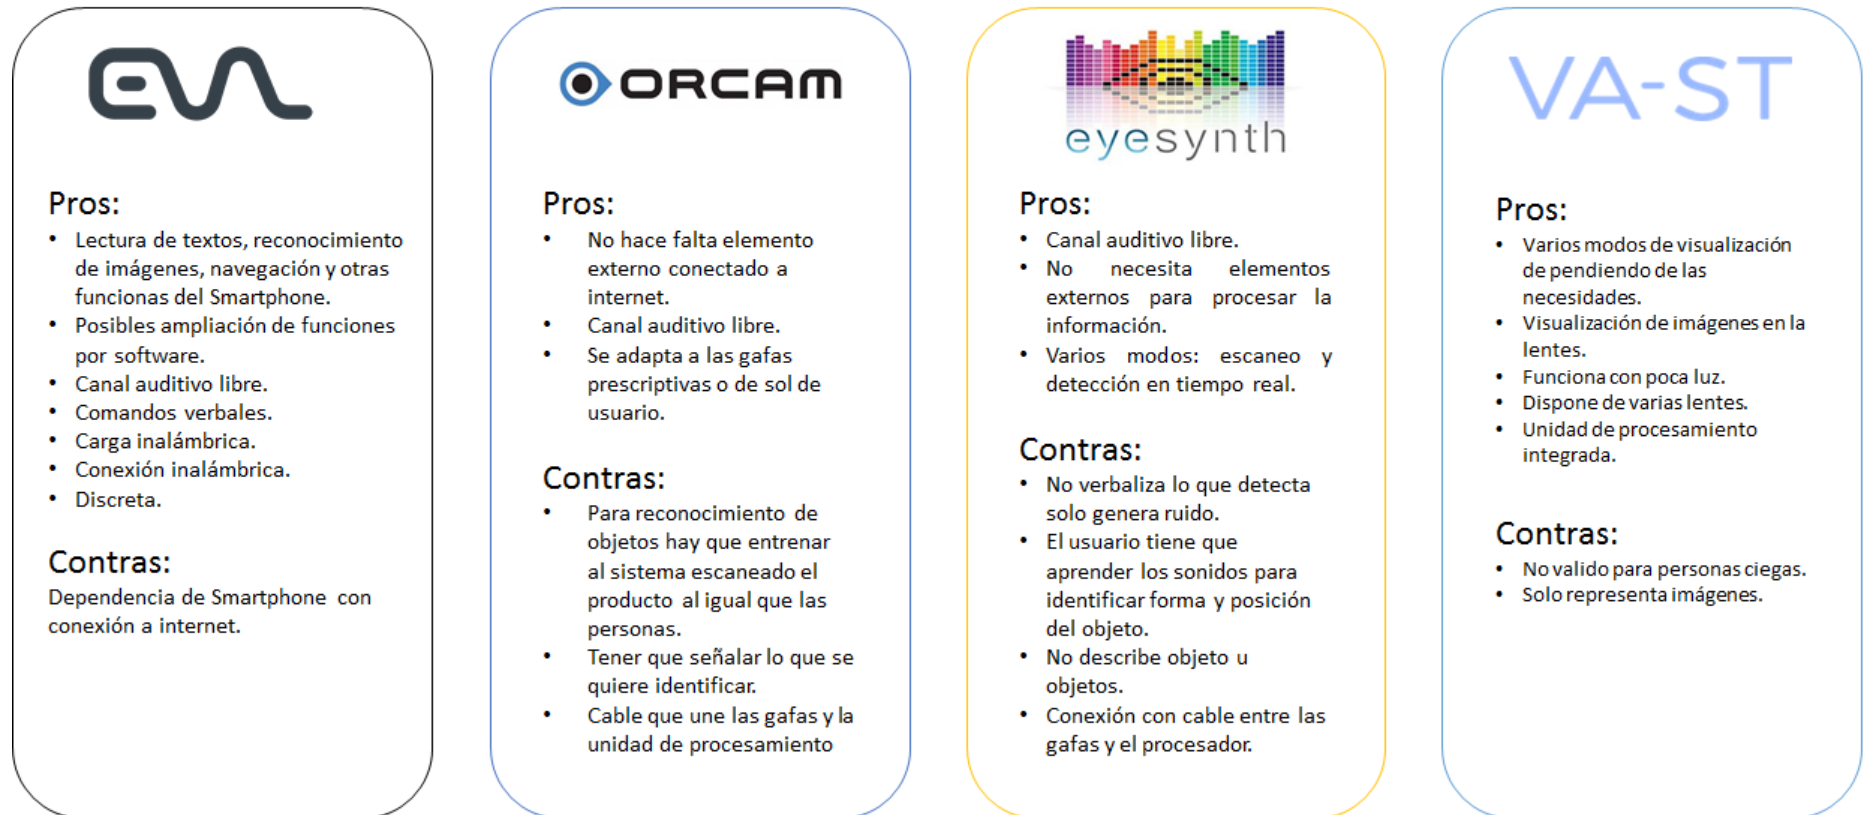 EVA
Pros:
• Lectura de textos, reconocimiento
de imágenes, navegación y otras
funcionas del Smartphone.
• Posibles ampliación de funciones
por software.
• Canal auditivo libre.
• Comandos verbales.
• Carga inalámbrica.
• Conexión inalámbrica.
• Discreta.
Contras:
Dependencia de Smartphone con
conexión a internet.
ORCAM
Pros:
• No hace falta elemento
externo conectado a
internet.
• Canal auditivo libre.
• Se adapta a las gafas
prescriptivas o de sol de
usuario.
Contras:
• Para reconocimiento de
objetos hay que entrenar
al sistema escaneado el
producto al igual que las
personas.
• Tener que señalar lo que se
quiere identificar.
• Cable que une las gafas y la
unidad de procesamiento
eyesynth
Pros:
• Canal auditivo libre.
• No necesita elementos
externos para procesar la
información.
• Varios modos: escaneo y
detección en tiempo real.
Contras:
• No verbaliza lo que detecta
solo genera ruido.
• El usuario tiene que
aprender los sonidos para
identificar forma y posición
del objeto.
• No describe objeto u
objetos.
• Conexión con cable entre las
gafas y el procesador.
VA-ST
Pros:
• Varios modos de visualización
de pendiendo de las
necesidades.
• Visualización de imágenes en la
lentes.
• Funciona con poca luz.
• Dispone de varias lentes.
• Unidad de procesamiento
integrada.
Contras:
• No valido para personas ciegas.
• Solo representa imágenes.